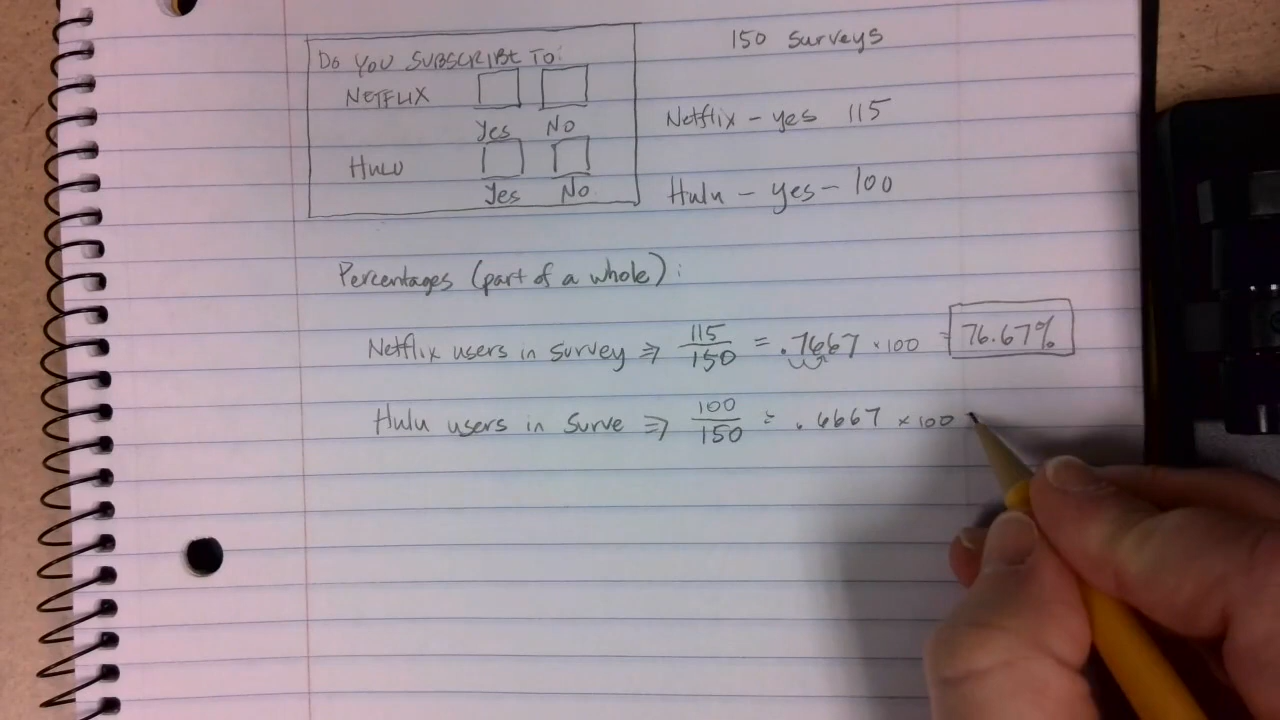 DO YOU SUBSCRIBE TO:
NETFLIX
Yes No
HULU
Yes No
150 surveys
Netflix - yes 115
Hulu - yes - 100
Percentages (part of a whole):
Netflix users in survey ⇒ 115/150 = .7667 × 100 = 76.67%
Hulu users in Surve ⇒ 100/150 = .6667 × 100